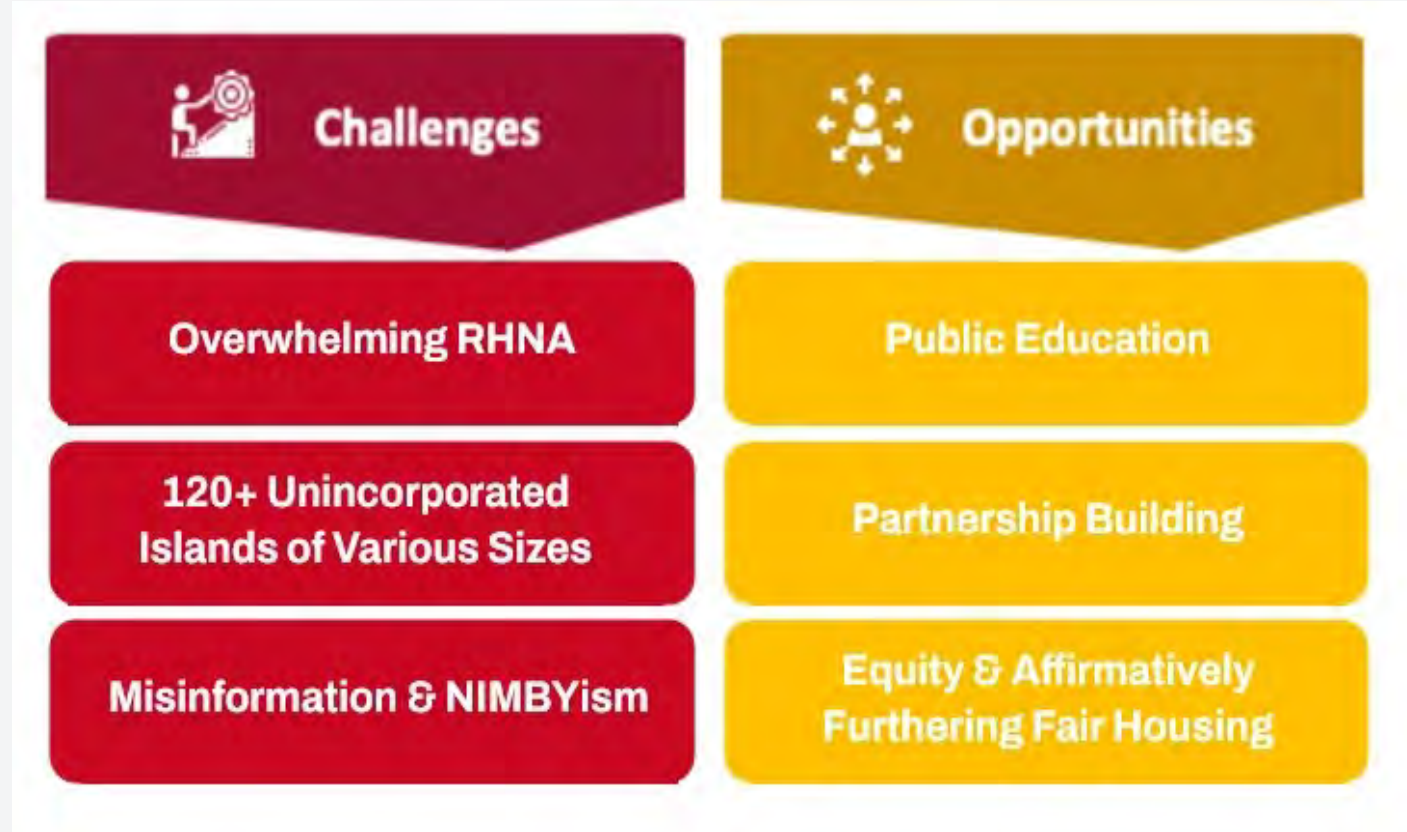 Challenges
Overwhelming RHNA
120+ Unincorporated
Islands of Various Sizes
Misinformation & NIMBYism
Opportunities
Public Education
Partnership Building
Equity & Affirmatively
Furthering Fair Housing